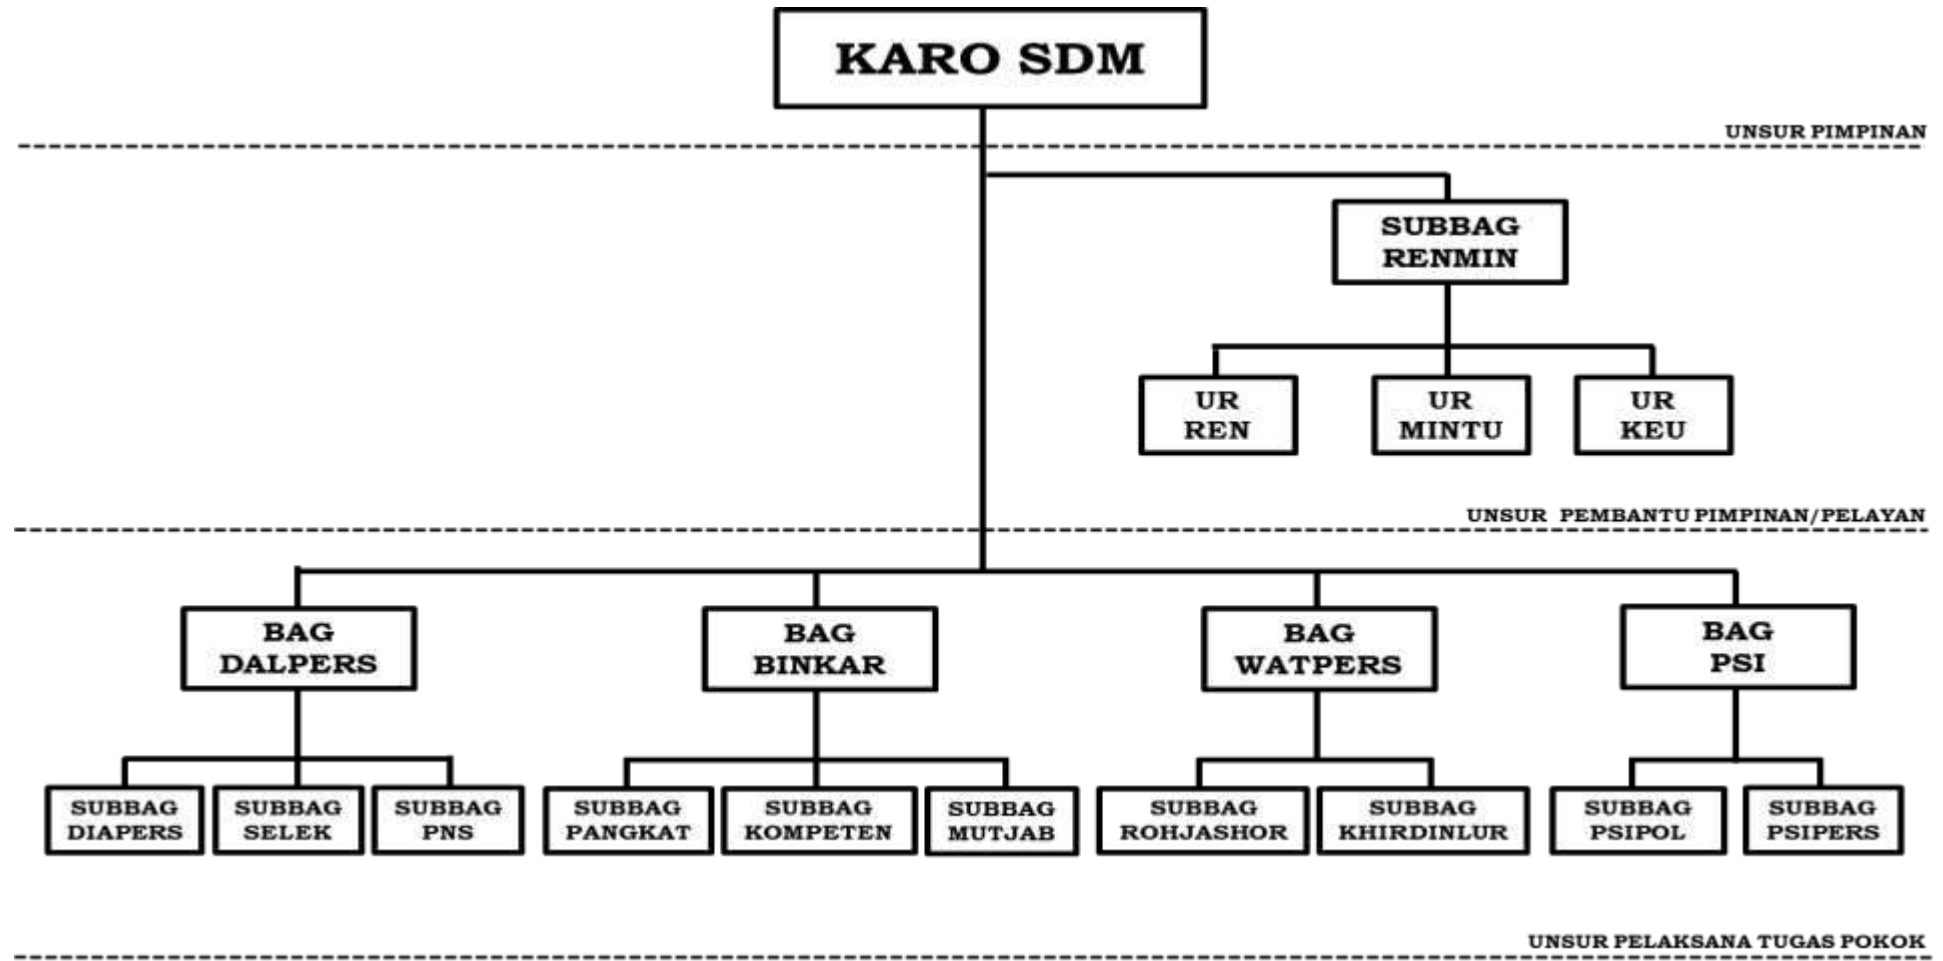 KARO SDM
UNSUR PIMPINAN
SUBBAG
RENMIN
UR
REN
UR
MINTU
UR
KEU
UNSUR PEMBANTU PIMPINAN/PELAYAN
BAG
DALPERS
BAG
BINKAR
BAG
WATPERS
BAG
PSI
SUBBAG
DIAPERS
SUBBAG
SELEK
SUBBAG
PNS
SUBBAG
PANGKAT
SUBBAG
KOMPETEN
SUBBAG
MUTJAB
SUBBAG
ROHJASHOR
SUBBAG
KHIRDINLUR
SUBBAG
PSIPOL
SUBBAG
PSIPERS
UNSUR PELAKSANA TUGAS POKOK